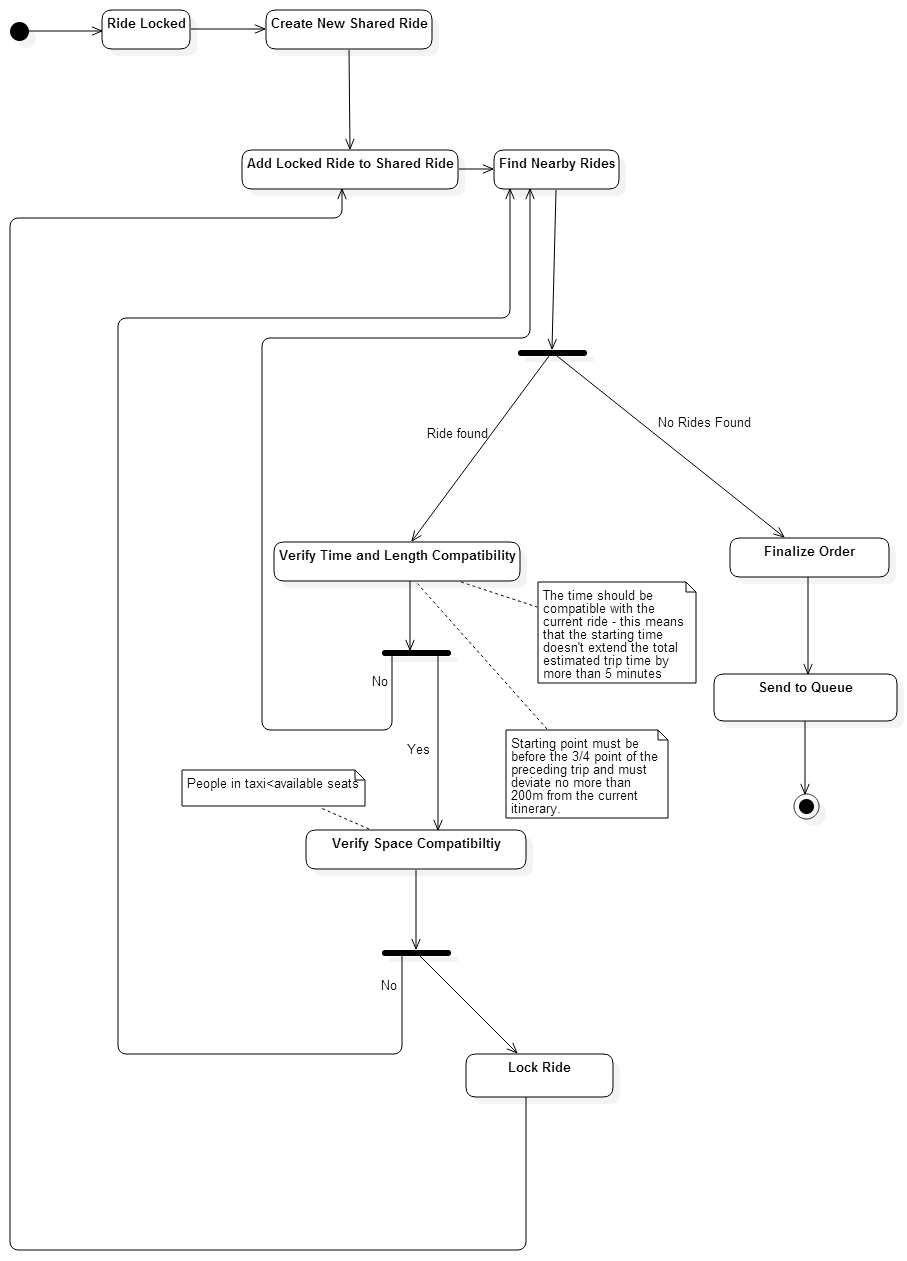 Ride Locked
Create New Shared Ride
Add Locked Ride to Shared Ride
Find Nearby Rides
Ride found
No Rides Found
Verify Time and Length Compatibility
Finalize Order
The time should be
compatible with the
current ride - this means
that the starting time
doesn't extend the total
estimated trip time by
more than 5 minutes
No
Send to Queue
Yes
Starting point must be
before the 3/4 point of the
preceding trip and must
deviate no more than
200m from the current
itinerary.
People in taxi<available seats
Verify Space Compatibiltiy
No
Lock Ride